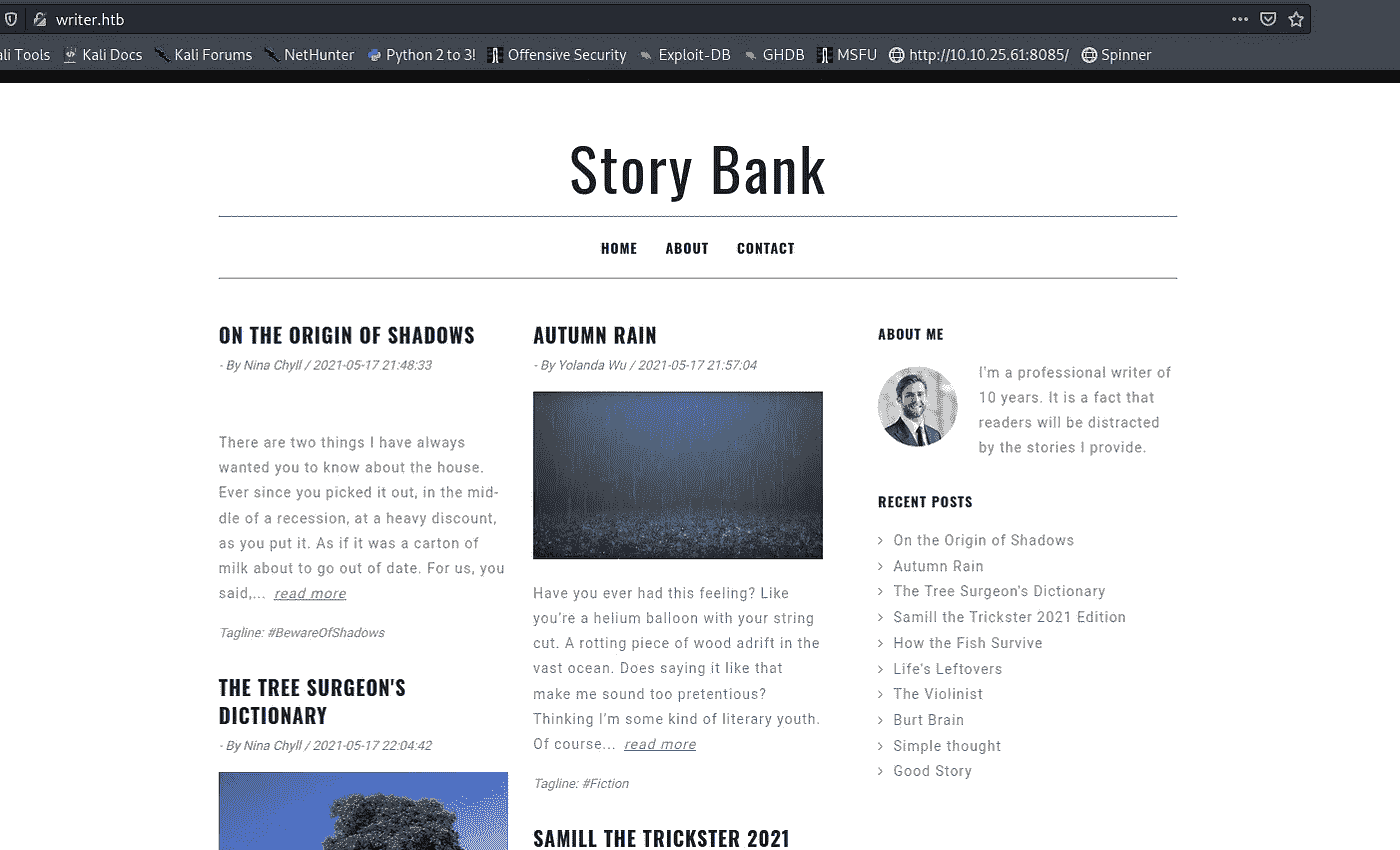 writer.htb
ali Tools Kali Docs Kali Forums NetHunter Python 2 to 3! Offensive Security Exploit-DB GHDB MSFU http://10.10.25.61:8085/ Spinner
Story Bank
HOME ABOUT CONTACT
ON THE ORIGIN OF SHADOWS
- By Nina Chyll / 2021-05-17 21:48:33
There are two things I have always
wanted you to know about the house.
Ever since you picked it out, in the mid-
dle of a recession, at a heavy discount,
as you put it. As if it was a carton of
milk about to go out of date. For us, you
said,... read more
Tagline: #BewareOfShadows
THE TREE SURGEON'S
DICTIONARY
- By Nina Chyll / 2021-05-17 22:04:42
AUTUMN RAIN
- By Yolanda Wu / 2021-05-17 21:57:04
Have you ever had this feeling? Like
you're a helium balloon with your string
cut. A rotting piece of wood adrift in the
vast ocean. Does saying it like that
make me sound too pretentious?
Thinking I'm some kind of literary youth.
Of course... read more
Tagline: #Fiction
SAMILL THE TRICKSTER 2021
ABOUT ME
I'm a professional writer of
10 years. It is a fact that
readers will be distracted
by the stories I provide.
RECENT POSTS
On the Origin of Shadows
Autumn Rain
The Tree Surgeon's Dictionary
Samill the Trickster 2021 Edition
How the Fish Survive
Life's Leftovers
The Violinist
Burt Brain
Simple thought
Good Story